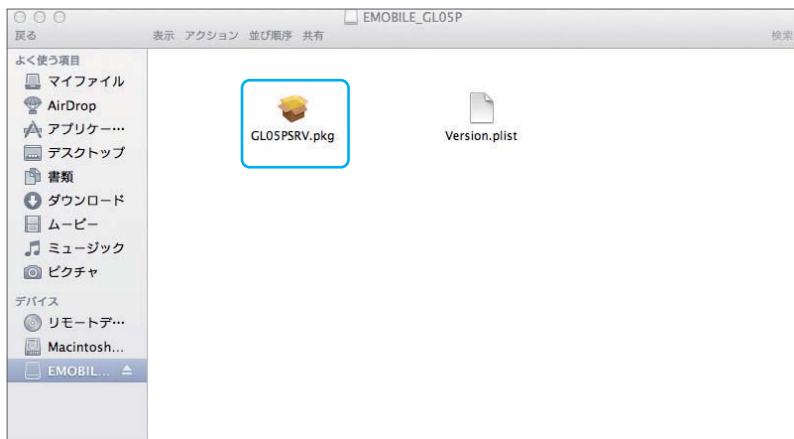 EMOBILE_GL05P
戻る 表示 アクション 並び順序 共有 検索
よく使う項目
マイファイル
AirDrop
アプリケー…
デスクトップ
書類
ダウンロード
ムービー
ミュージック
ピクチャ
デバイス
リモートデ…
Macintosh...
EMOBIL...
GL05PSRV.pkg
Version.plist